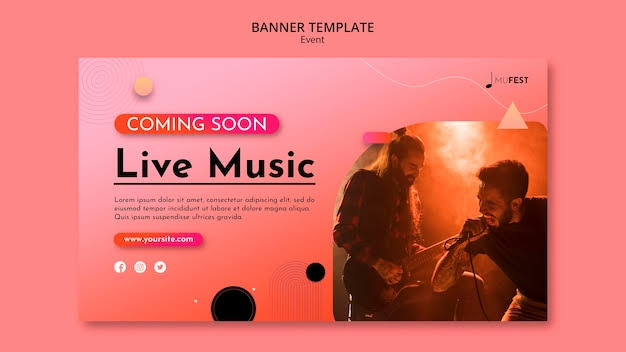 BANNER TEMPLATE
Event
MUFEST
COMING SOON
Live Music
Lorem ipsum dolor sit amet, consectetur adipiscing elit, sed do
eiusmod tempor incididunt ut labore et dolore magna aliqua.
Quis ipsum suspendisse ultrices gravida.
www.yoursite.com